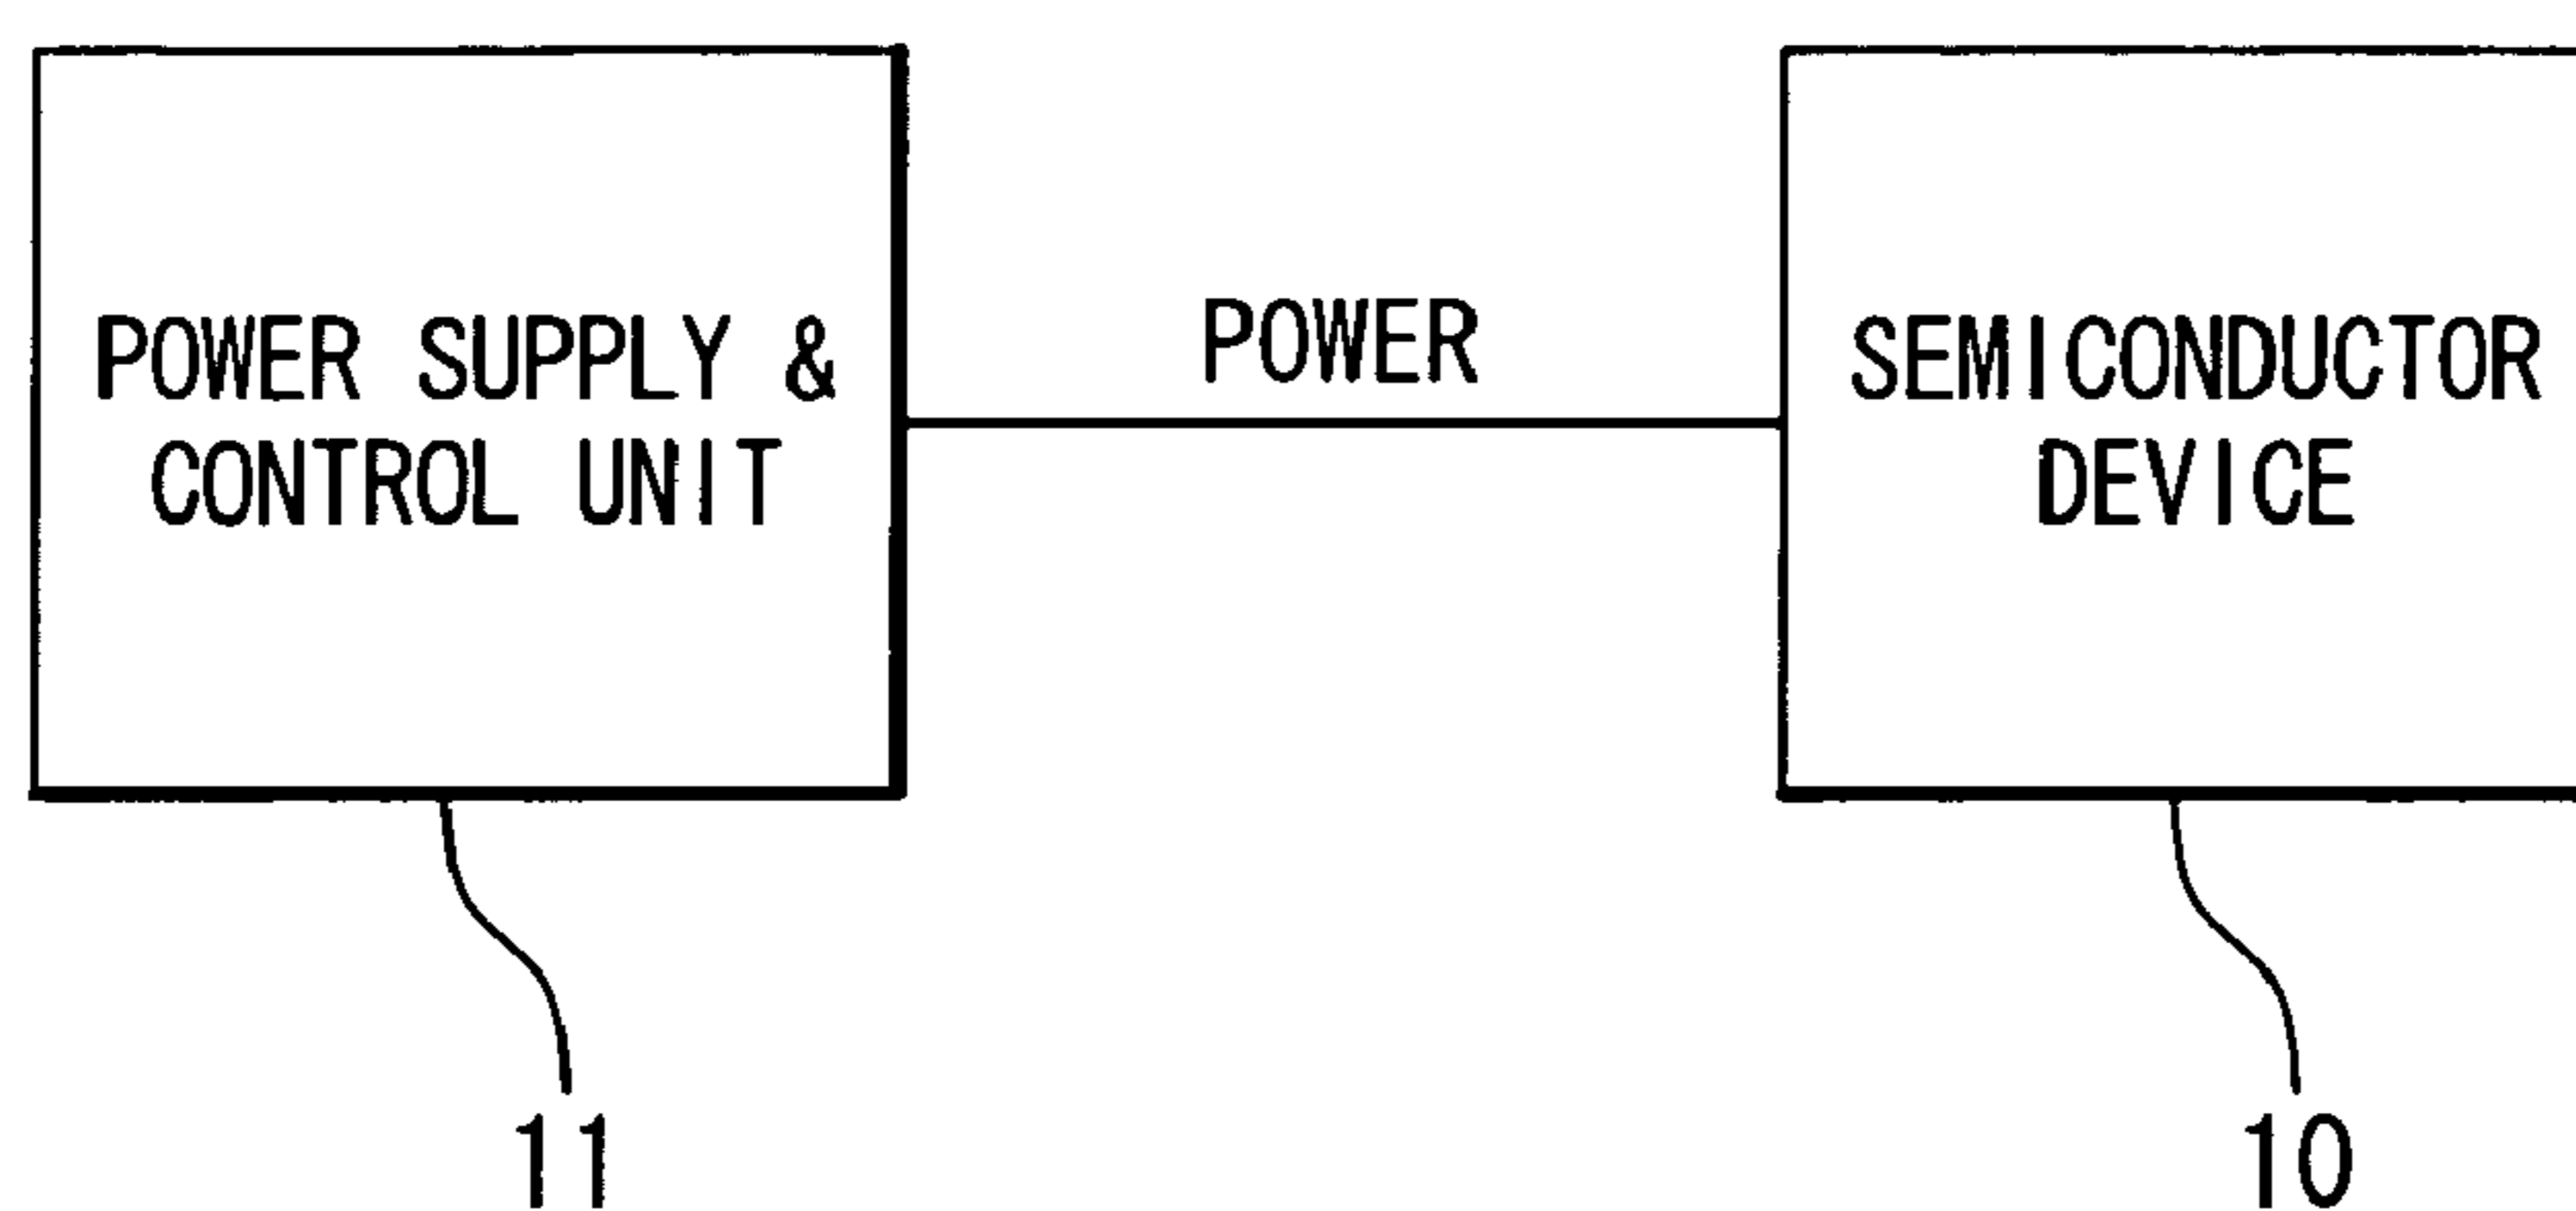 POWER SUPPLY &
CONTROL UNIT
POWER
SEMICONDUCTOR
DEVICE
11
10